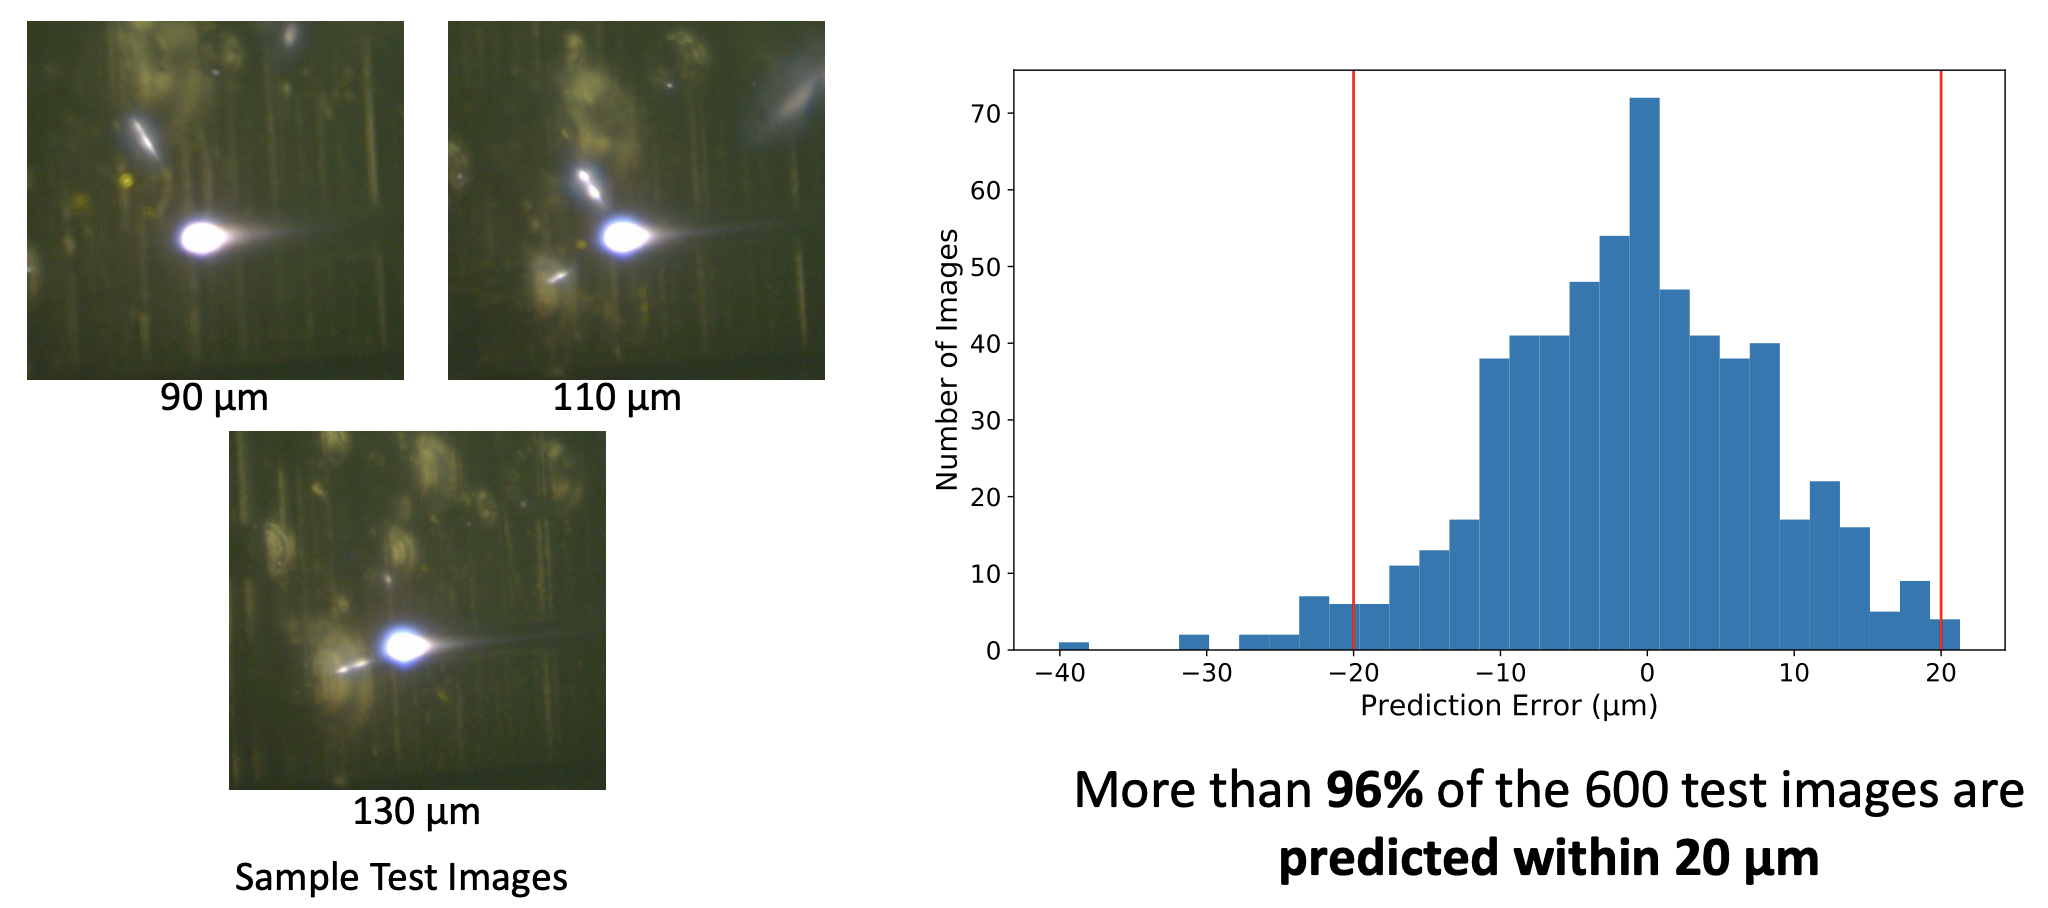 90 µm
110 µm
130 µm
Sample Test Images
Number of Images
70
60
50
40
30
20
10
0
−40
−30
−20
−10
0
10
20
Prediction Error (µm)
More than 96% of the 600 test images are
predicted within 20 µm